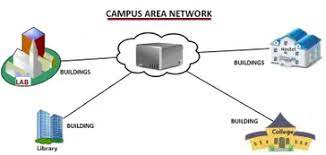 CAMPUS AREA NETWORK
LAB
BUILDINGS
BUILDINGS
Hostel
Library
BUILDING
BUILDING
College